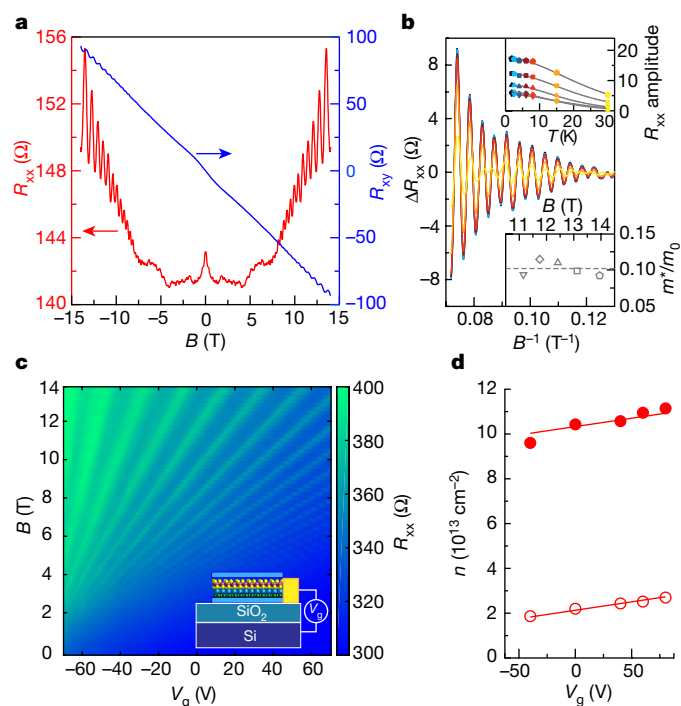 a
156
152
148
144
140
Rxx (Ω)
100
50
0
−50
−100
Rxy (Ω)
−15 −10 −5 0 5 10 15
B (T)
b
8
4
0
−4
−8
ΔRxx (Ω)
20
10
0
Rxx amplitude
0 15 30
T (K)
B (T)
11 12 13 14
0.15
0.10
0.05
m*/m0
0.08 0.10 0.12
B−1 (T−1)
c
14
12
10
8
6
4
2
0
B (T)
400
380
360
340
320
300
Rxx (Ω)
SiO2
Si
Vg
−60 −40 −20 0 20 40 60
Vg (V)
d
12
10
8
6
4
2
0
n (10^13 cm−2)
−50 0 50
Vg (V)